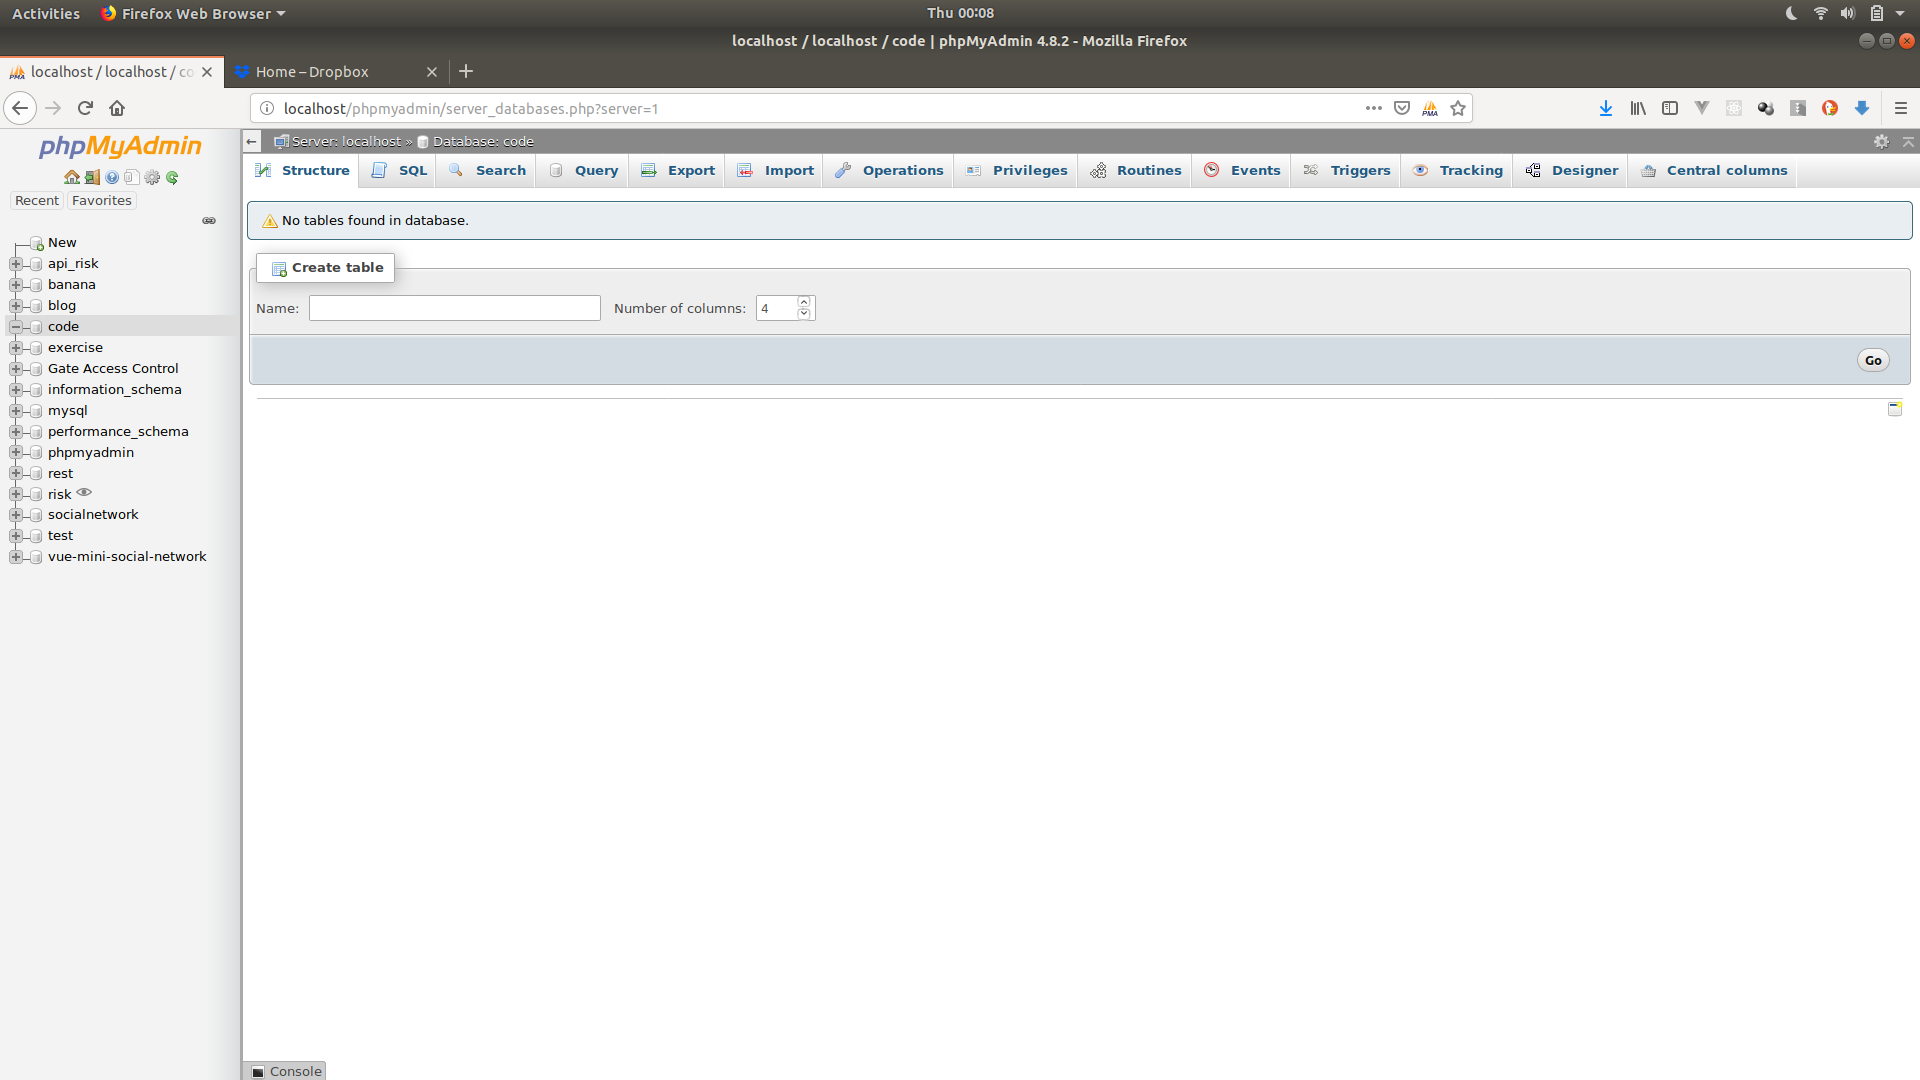 Activities Firefox Web Browser Thu 00:08
localhost / localhost / code | phpMyAdmin 4.8.2 - Mozilla Firefox
localhost / localhost / co Home – Dropbox
localhost/phpmyadmin/server_databases.php?server=1
phpMyAdmin
Server: localhost » Database: code
Structure SQL Search Query Export Import Operations Privileges Routines Events Triggers Tracking Designer Central columns
Recent Favorites
No tables found in database.
New
api_risk
banana
blog
code
exercise
Gate Access Control
information_schema
mysql
performance_schema
phpmyadmin
rest
risk
socialnetwork
test
vue-mini-social-network
Create table
Name: Number of columns: 4
Go
Console